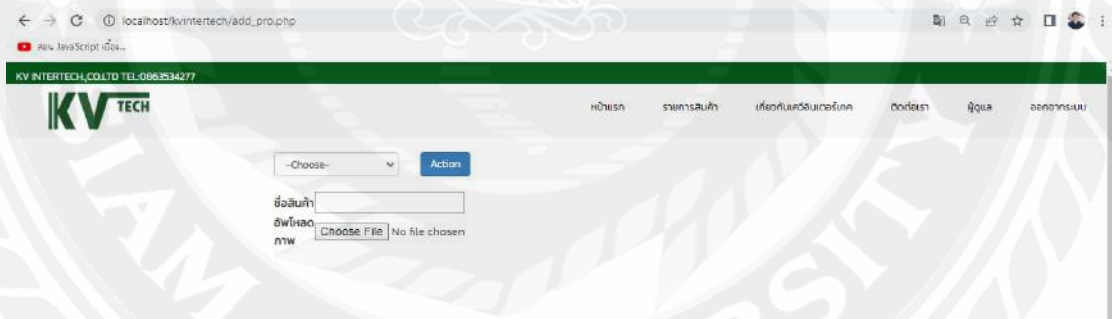 localhost/kvintertech/add_pro.php
สอน JavaScript เบื้อง...
KV INTERTECH,CO.LTD TEL:0863534277
KV TECH
หน้าแรก รายการสินค้า เกี่ยวกับเควีอินเตอร์เทค ติดต่อเรา ผู้ดูแล ออกจากระบบ
--Choose-- Action
ชื่อสินค้า
อัพโหลด
ภาพ
Choose File No file chosen
SIAM UNIVERSITY